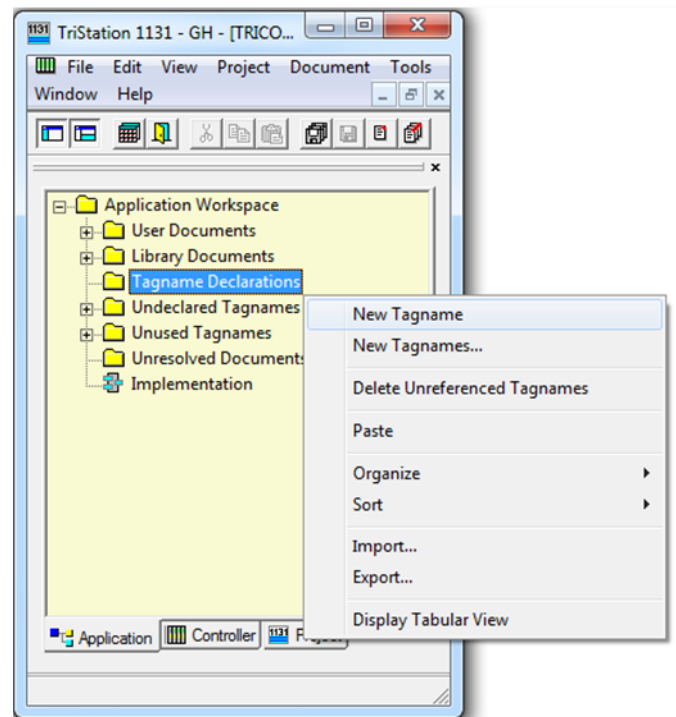 1131 TriStation 1131 - GH - [TRICO...
File Edit View Project Document Tools
Window Help
Application Workspace
User Documents
Library Documents
Tagname Declarations
Undeclared Tagnames
Unused Tagnames
Unresolved Documents
Implementation
New Tagname
New Tagnames...
Delete Unreferenced Tagnames
Paste
Organize
Sort
Import...
Export...
Display Tabular View
Application Controller 1131